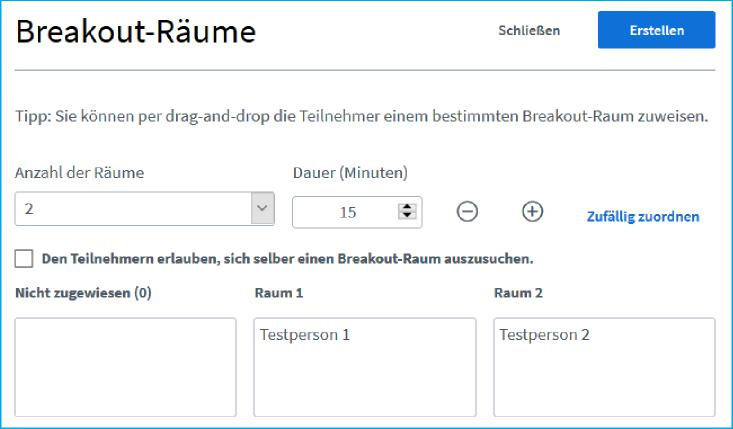 Breakout-Räume
Schließen
Erstellen
Tipp: Sie können per drag-and-drop die Teilnehmer einem bestimmten Breakout-Raum zuweisen.
Anzahl der Räume
Dauer (Minuten)
2
15
Zufällig zuordnen
Den Teilnehmern erlauben, sich selber einen Breakout-Raum auszusuchen.
Nicht zugewiesen (0)
Raum 1
Raum 2
Testperson 1
Testperson 2